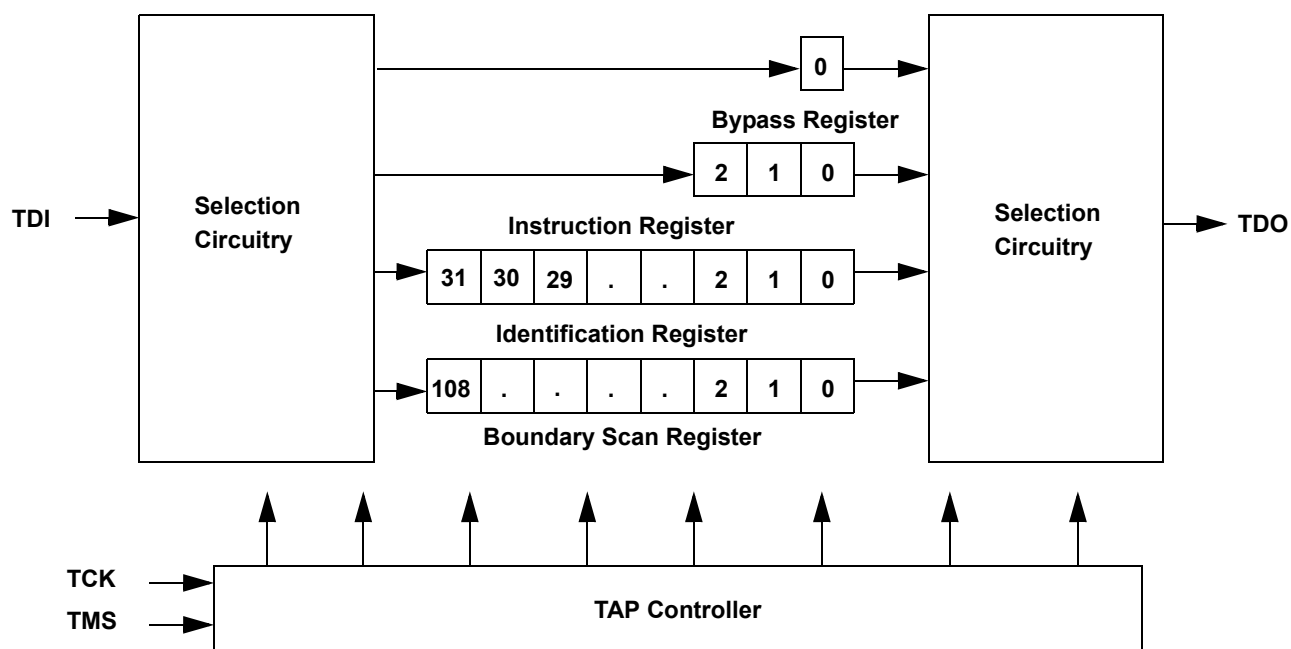 0
Bypass Register
2 1 0
Selection
Circuitry
Selection
Circuitry
TDI
TDO
Instruction Register
31 30 29 . . 2 1 0
Identification Register
108 . . . . 2 1 0
Boundary Scan Register
TCK
TMS
TAP Controller